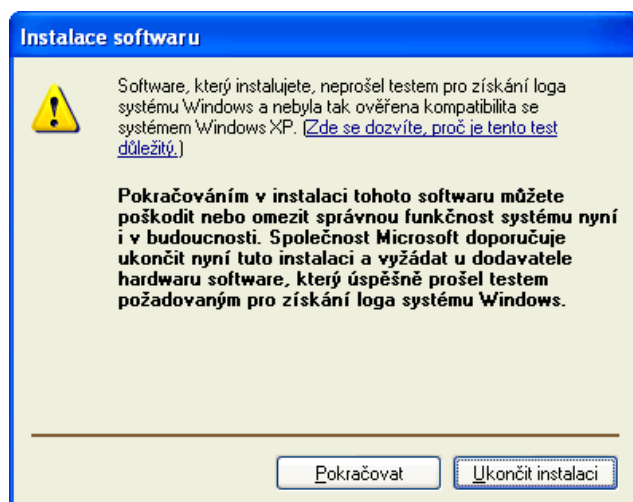 Instalace softwaru
Software, který instalujete, neprošel testem pro získání loga
systému Windows a nebyla tak ověřena kompatibilita se
systémem Windows XP. (Zde se dozvíte, proč je tento test
důležitý.)
Pokračováním v instalaci tohoto softwaru můžete
poškodit nebo omezit správnou funkčnost systému nyní
i v budoucnosti. Společnost Microsoft doporučuje
ukončit nyní tuto instalaci a vyžádat u dodavatele
hardwaru software, který úspěšně prošel testem
požadovaným pro získání loga systému Windows.
Pokračovat
Ukončit instalaci